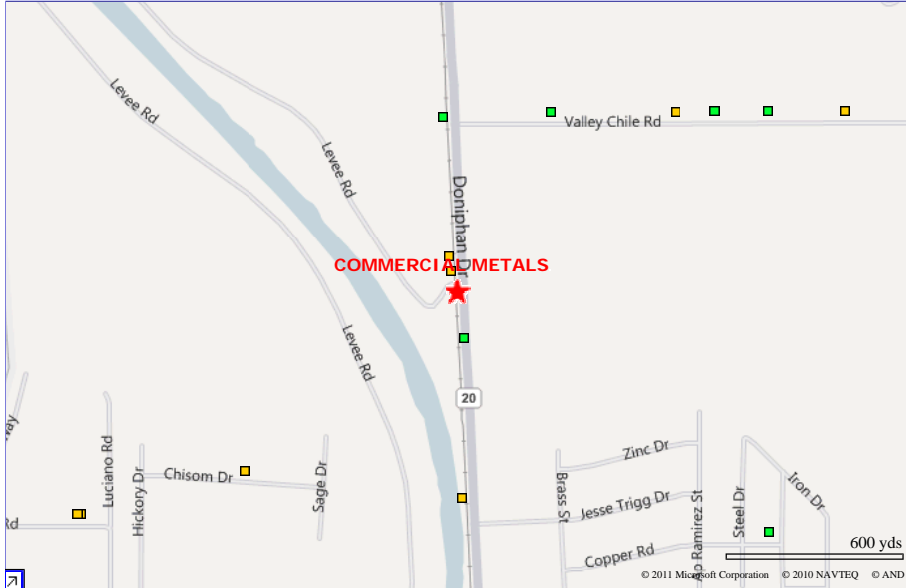 Levee Rd
Valley Chile Rd
Levee Rd
Doniphan Dr
COMMERCIAL METALS
Levee Rd
20
Luciano Rd
Hickory Dr
Chisom Dr
Sage Dr
Rd
Brass St
Zinc Dr
Jesse Trigg Dr
Ramirez St
Steel Dr
Iron Dr
Copper Rd
600 yds
© 2011 Microsoft Corporation © 2010 NAVTEQ © AND